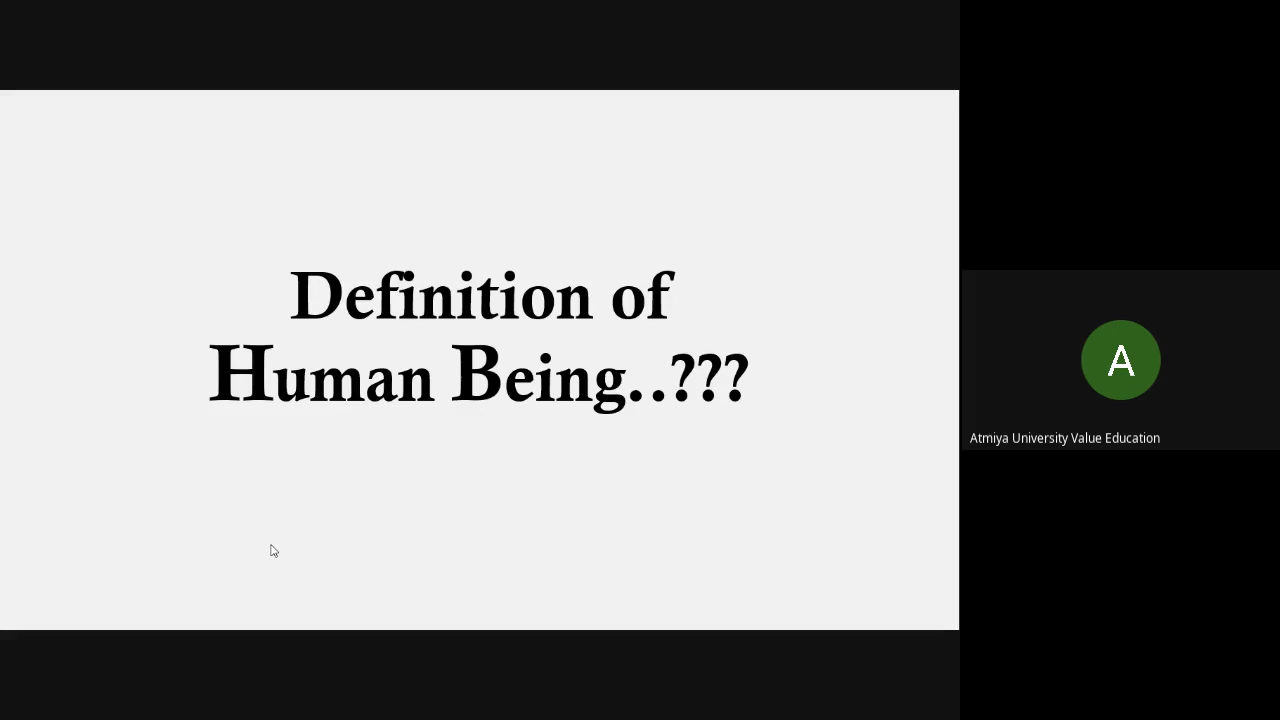 Definition of
Human Being..???
A
Atmiya University Value Education